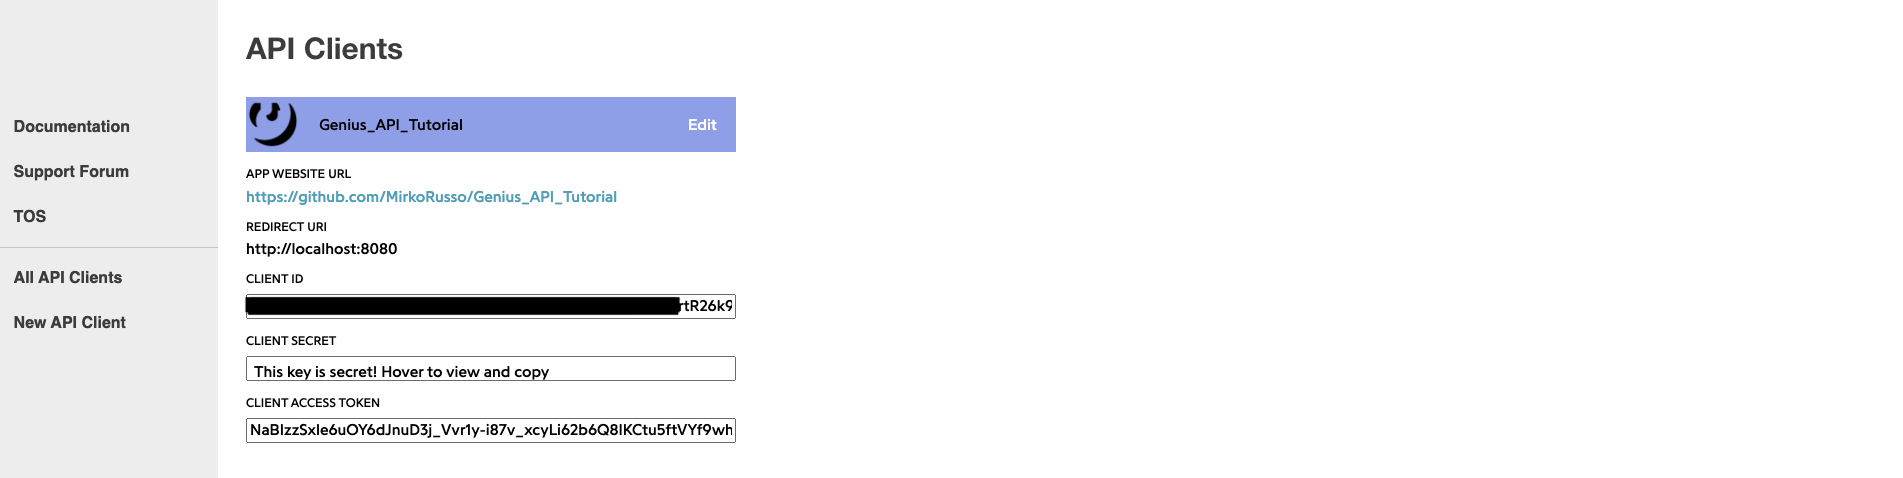 API Clients
Documentation
Support Forum
TOS
All API Clients
New API Client
Genius_API_Tutorial
Edit
APP WEBSITE URL
https://github.com/MirkoRusso/Genius_API_Tutorial
REDIRECT URI
http://localhost:8080
CLIENT ID
rtR26k9
CLIENT SECRET
This key is secret! Hover to view and copy
CLIENT ACCESS TOKEN
NaBIzzSxIe6uOY6dJnuD3j_Vvr1y-i87v_xcyLi62b6Q8IKCtu5ftVYf9wh